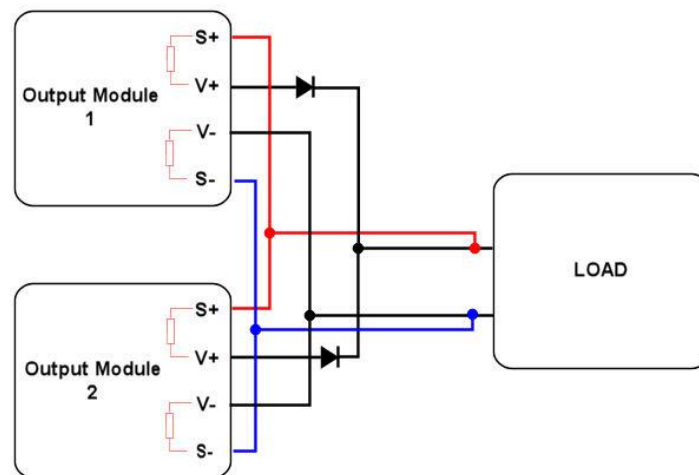 S+
V+
Output Module
1
V-
S-
LOAD
S+
V+
Output Module
2
V-
S-